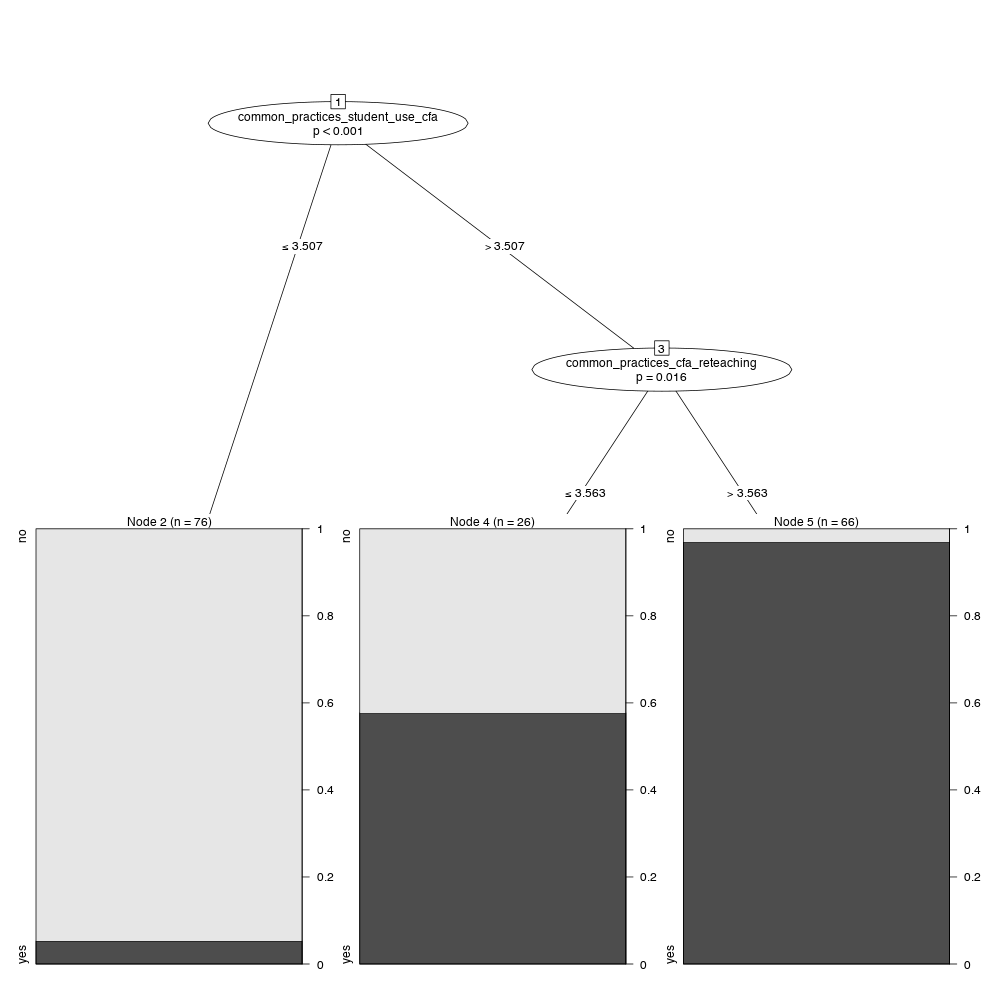 1
common_practices_student_use_cfa
p < 0.001
≤ 3.507
> 3.507
3
common_practices_cfa_reteaching
p = 0.016
≤ 3.563
> 3.563
Node 2 (n = 76)
no
yes
1
0.8
0.6
0.4
0.2
0
Node 4 (n = 26)
no
yes
1
0.8
0.6
0.4
0.2
0
Node 5 (n = 66)
no
yes
1
0.8
0.6
0.4
0.2
0